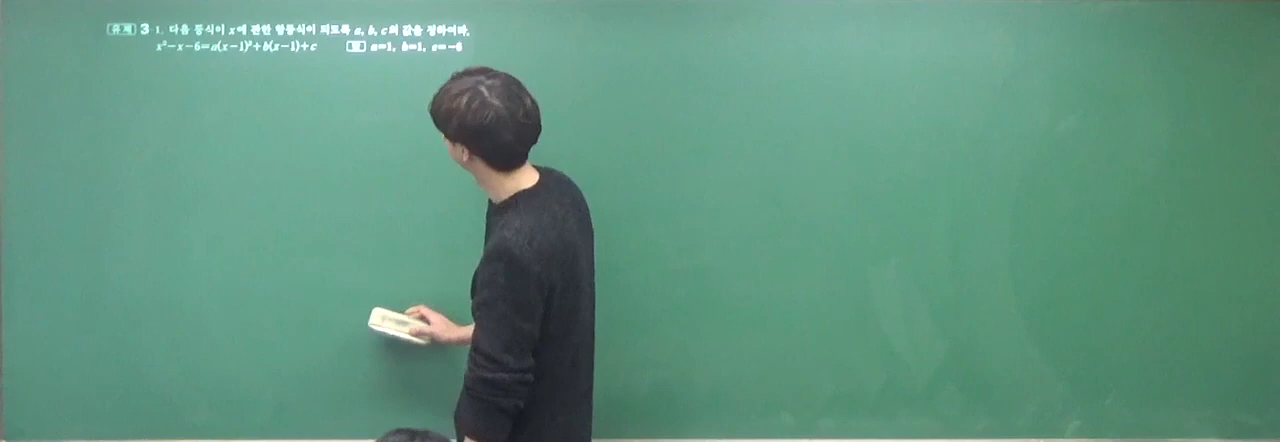 유제 3-1. 다음 등식이 x에 관한 항등식이 되도록 a, b, c의 값을 정하여라.
x²-x-6=a(x-1)²+b(x-1)+c 답 a=1, b=1, c=-6